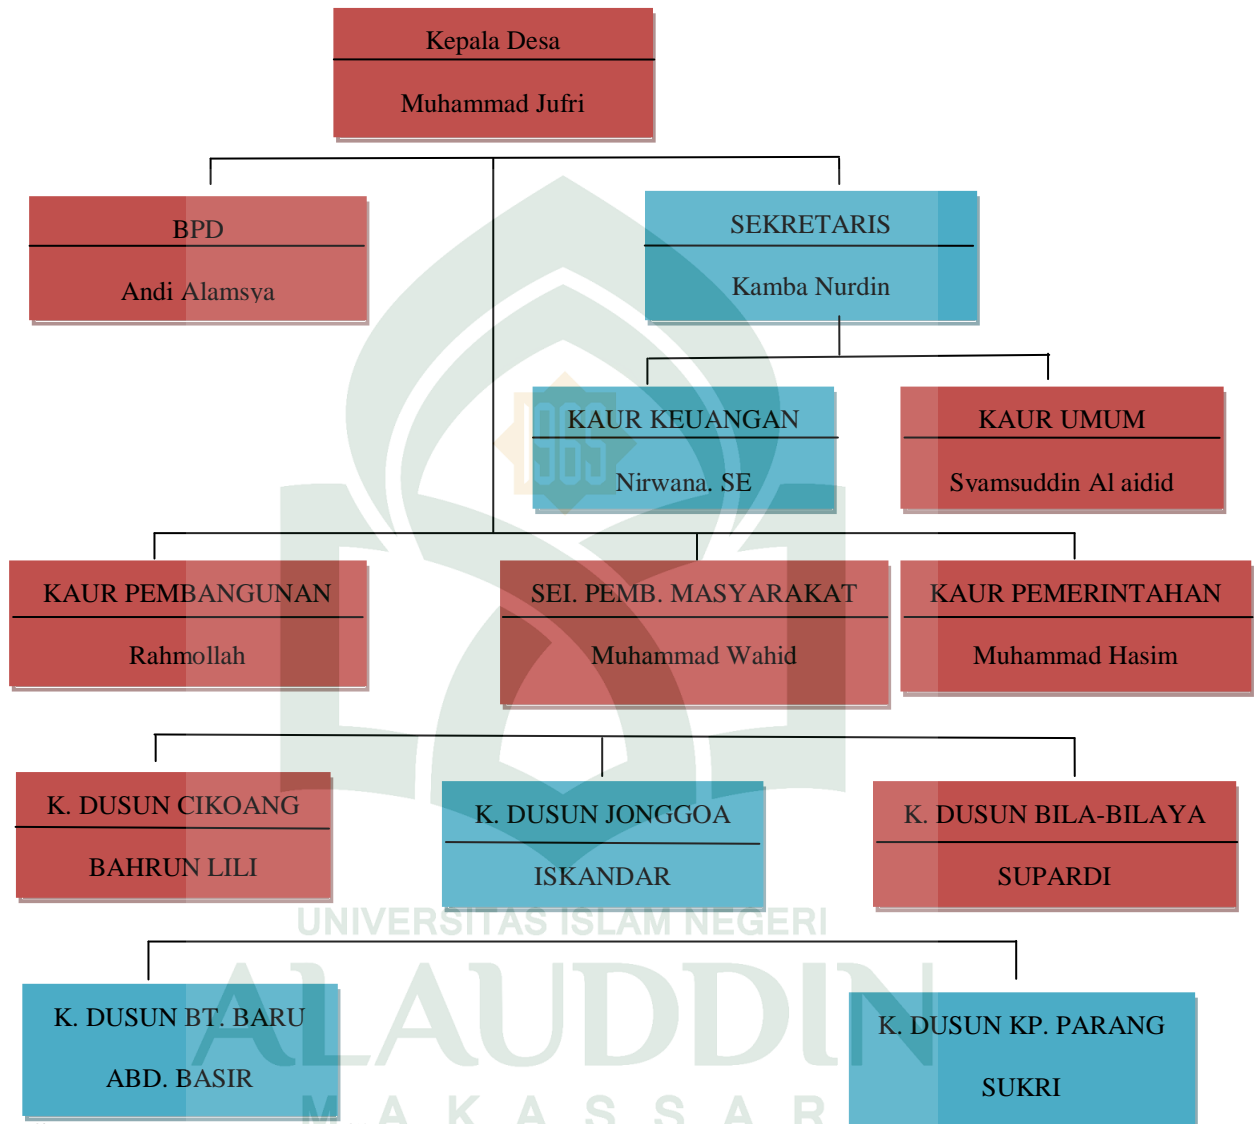 Kepala Desa
Muhammad Jufri
BPD
Andi Alamsya
SEKRETARIS
Kamba Nurdin
KAUR KEUANGAN
Nirwana. SE
KAUR UMUM
Syamsuddin Al aidid
1965
KAUR PEMBANGUNAN
Rahmollah
SEI. PEMB. MASYARAKAT
Muhammad Wahid
KAUR PEMERINTAHAN
Muhammad Hasim
K. DUSUN CIKOANG
BAHRUN LILI
K. DUSUN JONGGOA
ISKANDAR
K. DUSUN BILA-BILAYA
SUPARDI
UNIVERSITAS ISLAM NEGERI
ALAUDDIN
K. DUSUN BT. BARU
ABD. BASIR
K. DUSUN KP. PARANG
SUKRI
MAKASSAR